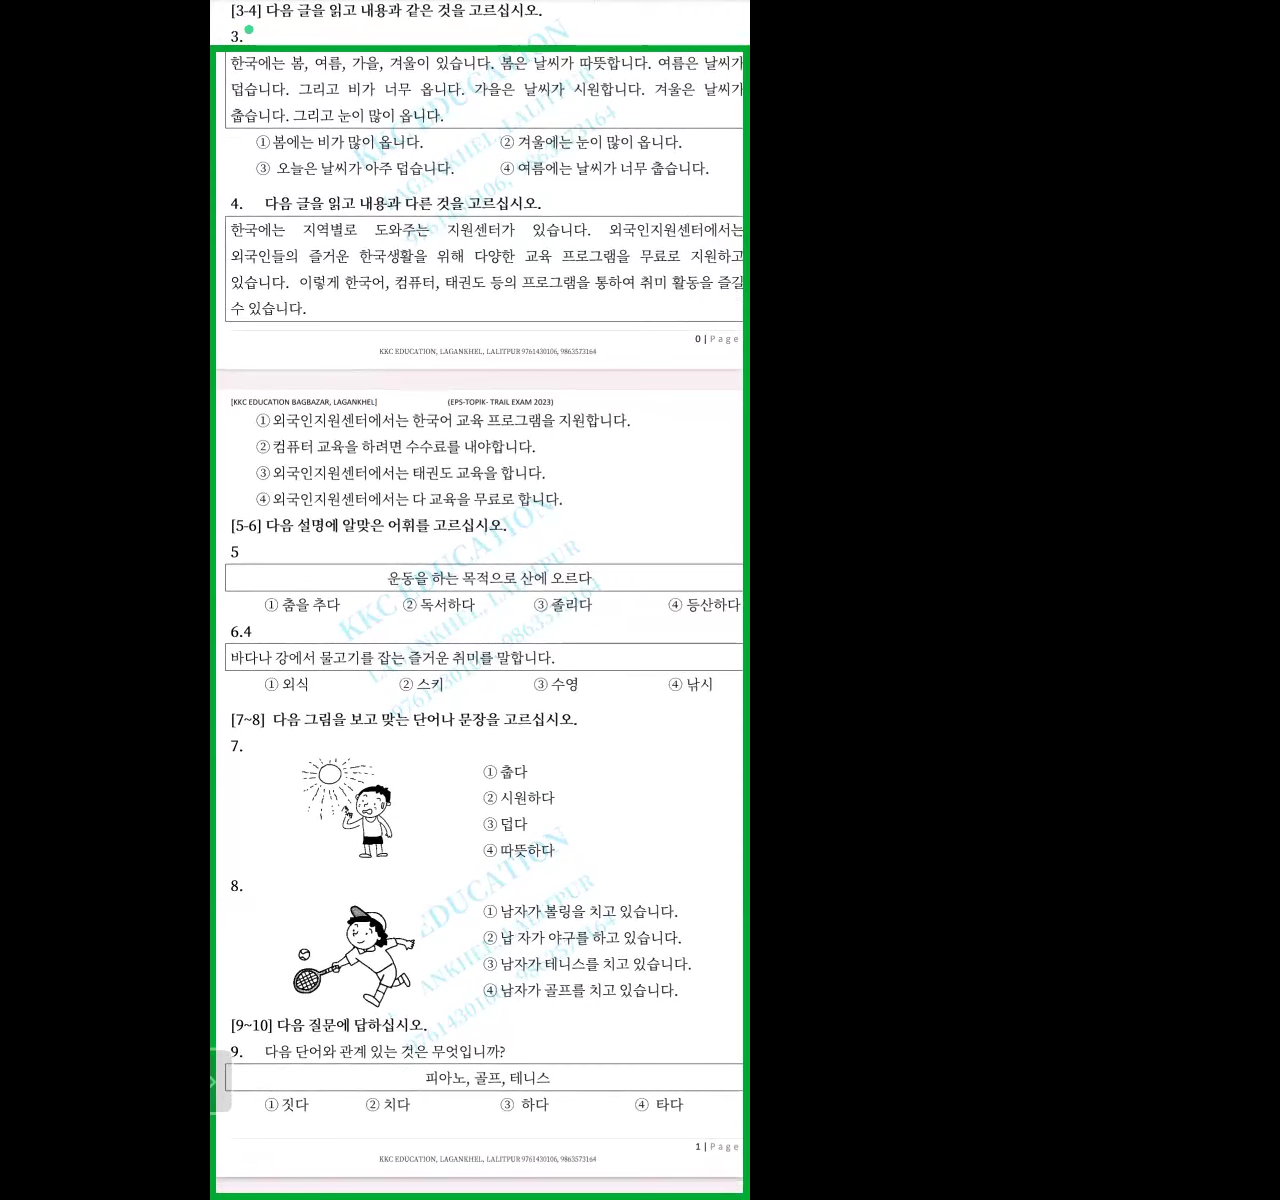 [3-4] 다음 글을 읽고 내용과 같은 것을 고르십시오.
3.
한국에는 봄, 여름, 가을, 겨울이 있습니다. 봄은 날씨가 따뜻합니다. 여름은 날씨가
덥습니다. 그리고 비가 너무 옵니다. 가을은 날씨가 시원합니다. 겨울은 날씨가
춥습니다. 그리고 눈이 많이 옵니다.
① 봄에는 비가 많이 옵니다. ② 겨울에는 눈이 많이 옵니다.
③ 오늘은 날씨가 아주 덥습니다. ④ 여름에는 날씨가 너무 춥습니다.
4. 다음 글을 읽고 내용과 다른 것을 고르십시오.
한국에는 지역별로 도와주는 지원센터가 있습니다. 외국인지원센터에서는
외국인들의 즐거운 한국생활을 위해 다양한 교육 프로그램을 무료로 지원하고
있습니다. 이렇게 한국어, 컴퓨터, 태권도 등의 프로그램을 통하여 취미 활동을 즐길
수 있습니다.
0 | Page
KKC EDUCATION, LAGANKHEL, LALITPUR 9761430106, 9863573164
[KKC EDUCATION BAGBAZAR, LAGANKHEL] (EPS-TOPIK- TRAIL EXAM 2023)
① 외국인지원센터에서는 한국어 교육 프로그램을 지원합니다.
② 컴퓨터 교육을 하려면 수수료를 내야합니다.
③ 외국인지원센터에서는 태권도 교육을 합니다.
④ 외국인지원센터에서는 다 교육을 무료로 합니다.
[5-6] 다음 설명에 알맞은 어휘를 고르십시오.
5
운동을 하는 목적으로 산에 오르다
① 춤을 추다 ② 독서하다 ③ 졸리다 ④ 등산하다
6.4
바다나 강에서 물고기를 잡는 즐거운 취미를 말합니다.
① 외식 ② 스키 ③ 수영 ④ 낚시
[7~8] 다음 그림을 보고 맞는 단어나 문장을 고르십시오.
7.
① 춥다
② 시원하다
③ 덥다
④ 따뜻하다
8.
① 남자가 볼링을 치고 있습니다.
② 납 자가 야구를 하고 있습니다.
③ 남자가 테니스를 치고 있습니다.
④ 남자가 골프를 치고 있습니다.
[9~10] 다음 질문에 답하십시오.
9. 다음 단어와 관계 있는 것은 무엇입니까?
피아노, 골프, 테니스
① 짓다 ② 치다 ③ 하다 ④ 타다
1 | Page
KKC EDUCATION, LAGANKHEL, LALITPUR 9761430106, 9863573164
KKC EDUCATION
LAGANKHEL, LALITPUR
9761430106, 9863573164
KKC EDUCATION
LAGANKHEL, LALITPUR
9761430106, 9863573164
EDUCATION
ANKHEL, LALITPUR
9761430106, 9863573164